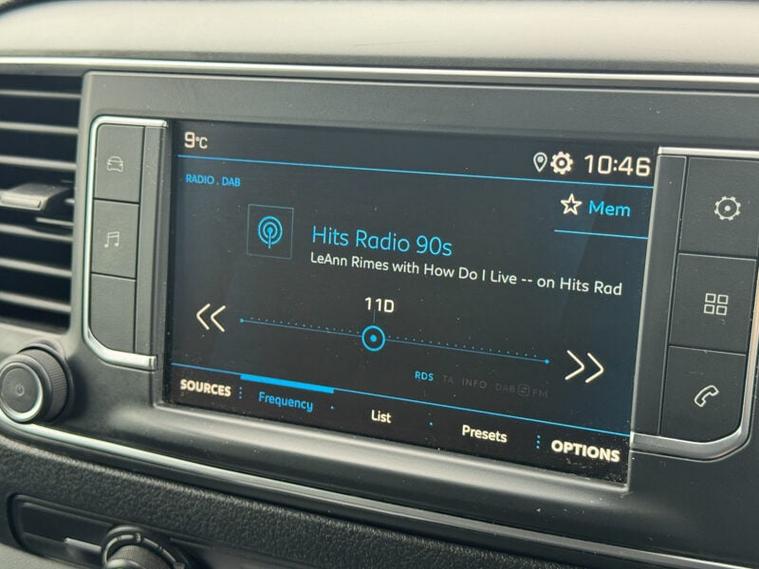 9°C
10:46
RADIO . DAB
Mem
Hits Radio 90s
LeAnn Rimes with How Do I Live -- on Hits Rad
11D
RDS TA INFO DAB FM
SOURCES Frequency List Presets OPTIONS